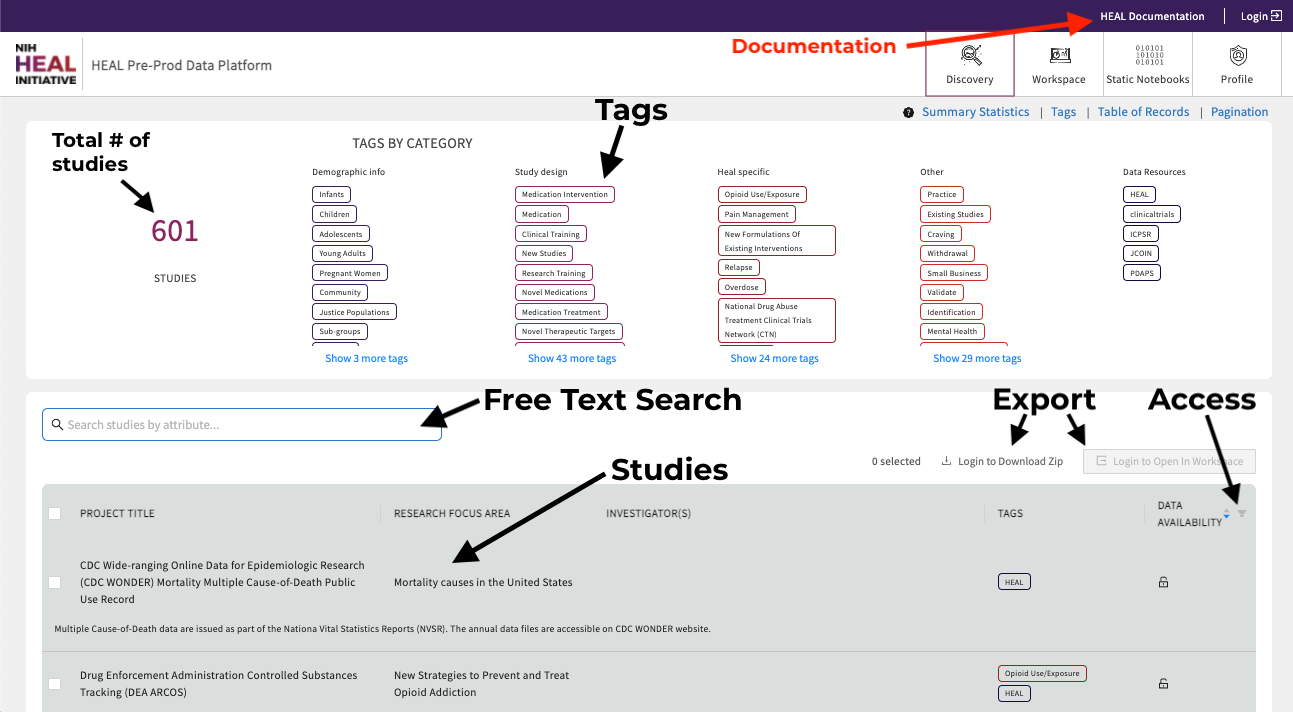 HEAL Documentation
Login
Documentation
NIH
HEAL
INITIATIVE
HEAL Pre-Prod Data Platform
Discovery
Workspace
010101
101010
010101
Static Notebooks
Profile
Summary Statistics | Tags | Table of Records | Pagination
Tags
Total # of
studies
601
STUDIES
TAGS BY CATEGORY
Demographic info
Infants
Children
Adolescents
Young Adults
Pregnant Women
Community
Justice Populations
Sub-groups
Show 3 more tags
Study design
Medication Intervention
Medication
Clinical Training
New Studies
Research Training
Novel Medications
Medication Treatment
Novel Therapeutic Targets
Show 43 more tags
Heal specific
Opioid Use/Exposure
Pain Management
New Formulations Of
Existing Interventions
Relapse
Overdose
National Drug Abuse
Treatment Clinical Trials
Network (CTN)
Show 24 more tags
Other
Practice
Existing Studies
Craving
Withdrawal
Small Business
Validate
Identification
Mental Health
Show 29 more tags
Data Resources
HEAL
clinicaltrials
ICPSR
JCOIN
PDAPS
Free Text Search
Search studies by attribute...
Export
Access
Studies
0 selected
Login to Download Zip
Login to Open In Workspace
PROJECT TITLE
RESEARCH FOCUS AREA
INVESTIGATOR(S)
TAGS
DATA
AVAILABILITY
CDC Wide-ranging Online Data for Epidemiologic Research
(CDC WONDER) Mortality Multiple Cause-of-Death Public
Use Record
Mortality causes in the United States
HEAL
Multiple Cause-of-Death data are issued as part of the Nationa Vital Statistics Reports (NVSR). The annual data files are accessible on CDC WONDER website.
Drug Enforcement Administration Controlled Substances
Tracking (DEA ARCOS)
New Strategies to Prevent and Treat
Opioid Addiction
Opioid Use/Exposure
HEAL